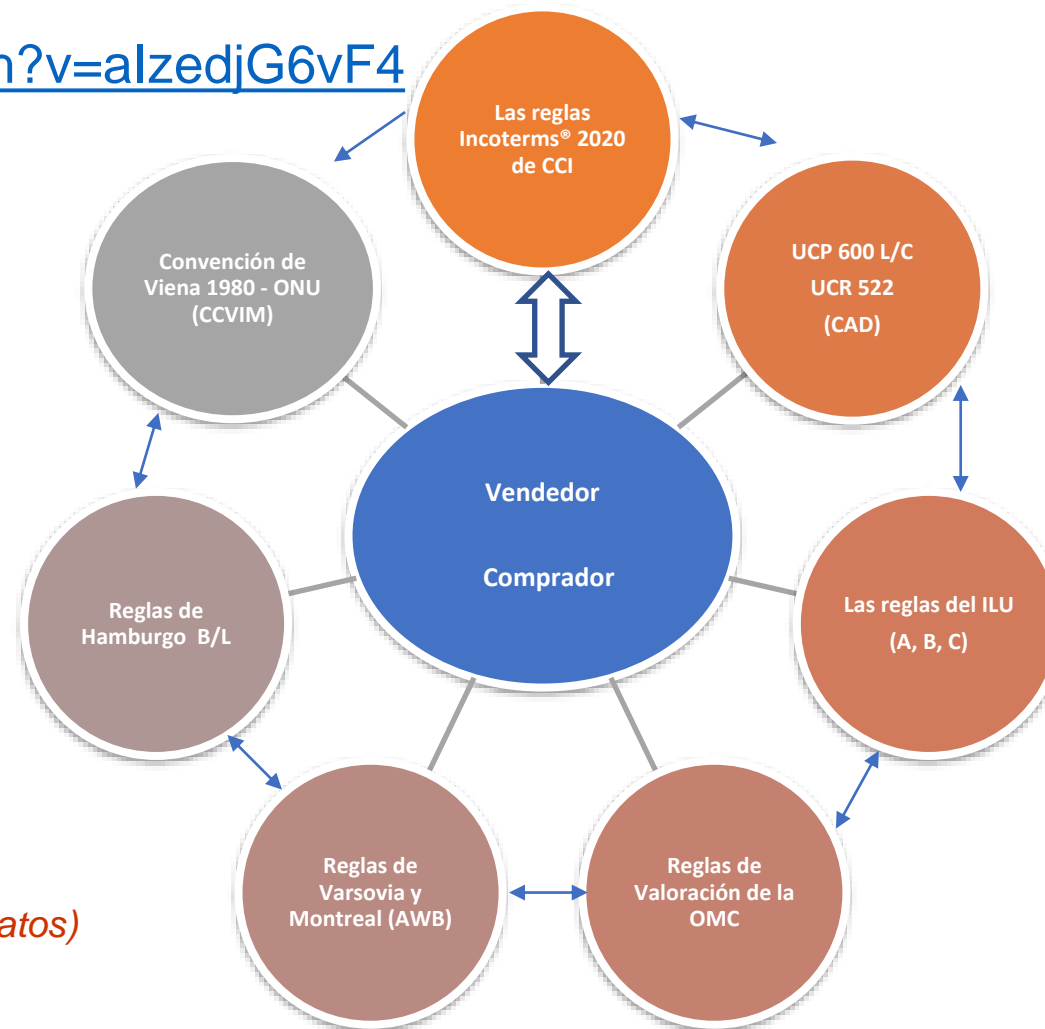 n?v=aIzedjG6vF4
Las reglas
Incoterms® 2020
de CCI
UCP 600 L/C
UCR 522
(CAD)
Convención de
Viena 1980 - ONU
(CCVIM)
Vendedor
Comprador
Las reglas del ILU
(A, B, C)
Reglas de
Hamburgo B/L
Reglas de
Varsovia y
Montreal (AWB)
Reglas de
Valoración de la
OMC
atos)